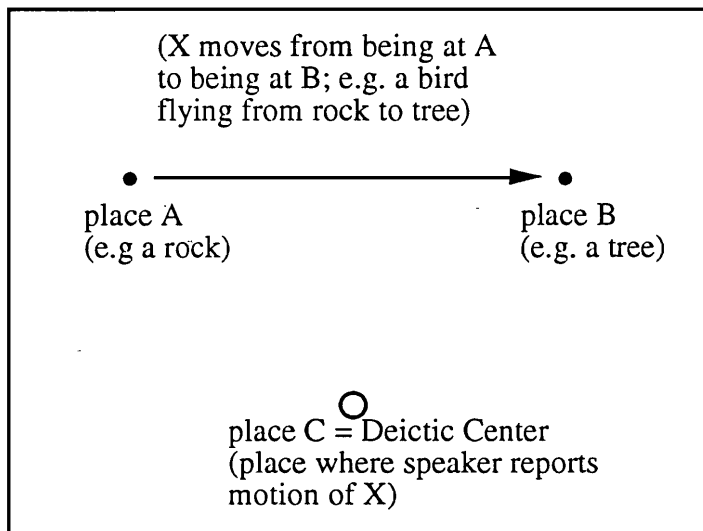 (X moves from being at A
to being at B; e.g. a bird
flying from rock to tree)
place A
(e.g a rock)
place B
(e.g. a tree)
place C = Deictic Center
(place where speaker reports
motion of X)